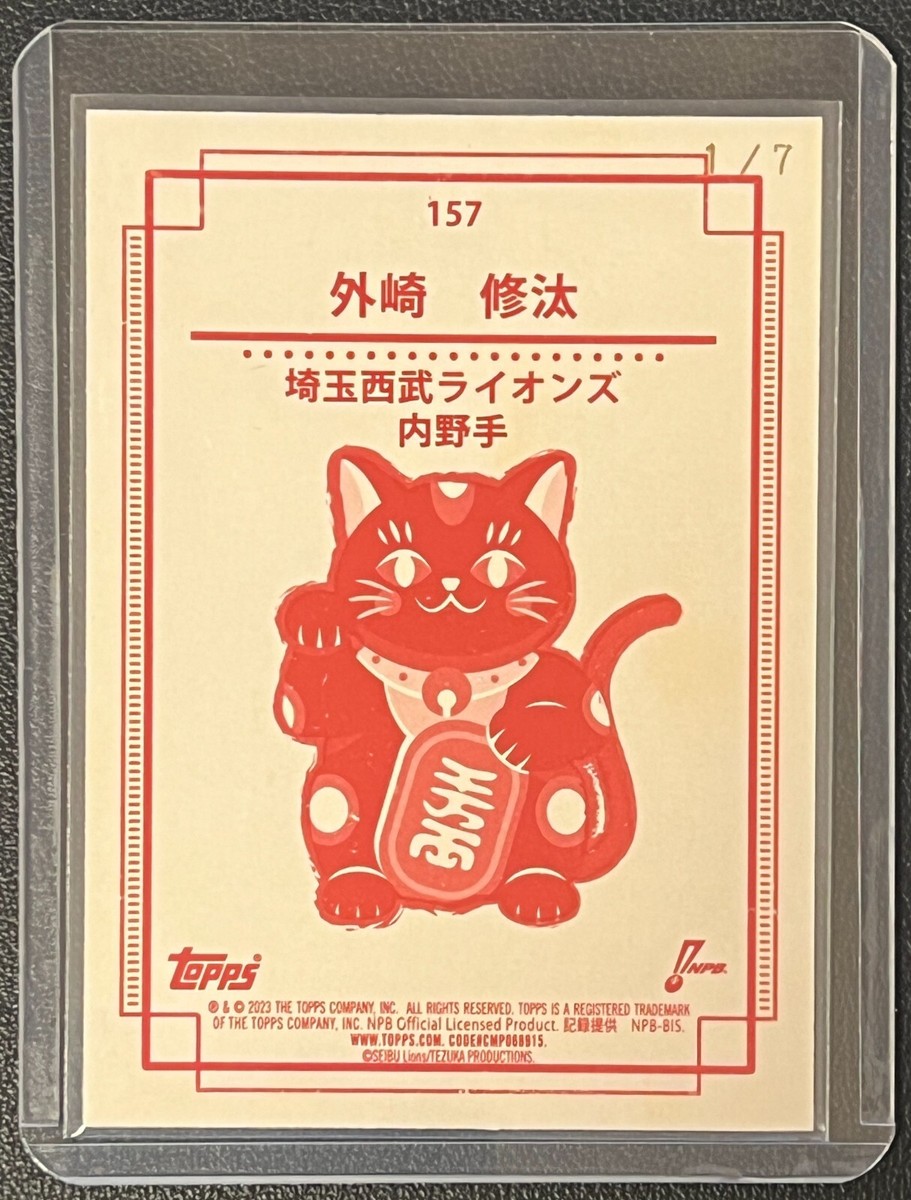 1/7
157
外崎 修汰
埼玉西武ライオンズ
内野手
topps
NPB.
℗ & © 2023 THE TOPPS COMPANY, INC. ALL RIGHTS RESERVED. TOPPS IS A REGISTERED TRADEMARK
OF THE TOPPS COMPANY, INC. NPB Official Licensed Product. 記録提供 NPB-BIS.
WWW.TOPPS.COM. CODE#CMP068915.
©SEIBU Lions/TEZUKA PRODUCTIONS.